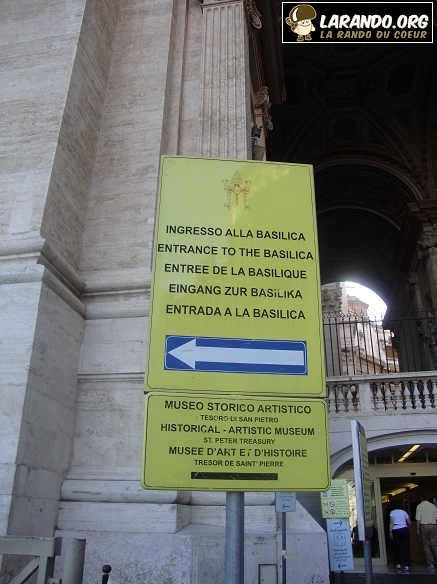 LARANDO.ORG
LA RANDO DU COEUR
INGRESSO ALLA BASILICA
ENTRANCE TO THE BASILICA
ENTREE DE LA BASILIQUE
EINGANG ZUR BASILIKA
ENTRADA A LA BASILICA
MUSEO STORICO ARTISTICO
TESORO DI SAN PIETRO
HISTORICAL - ARTISTIC MUSEUM
ST. PETER TREASURY
MUSEE D'ART ET D'HISTOIRE
TRESOR DE SAINT PIERRE